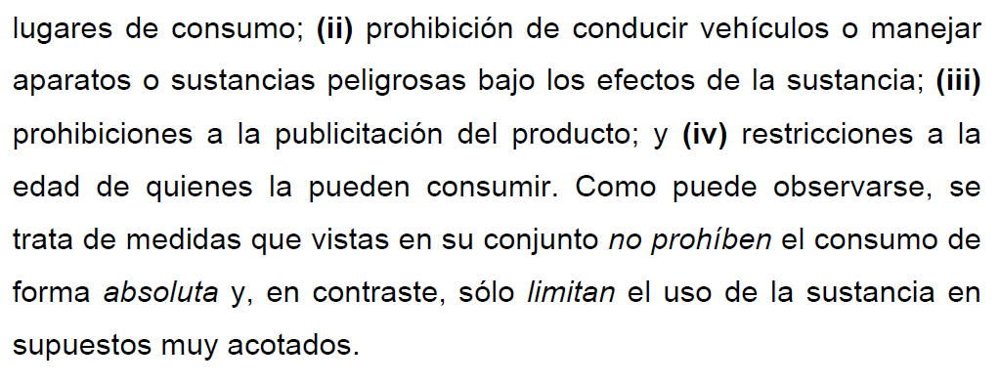 lugares de consumo; (ii) prohibición de conducir vehículos o manejar
aparatos o sustancias peligrosas bajo los efectos de la sustancia; (iii)
prohibiciones a la publicitación del producto; y (iv) restricciones a la
edad de quienes la pueden consumir. Como puede observarse, se
trata de medidas que vistas en su conjunto no prohíben el consumo de
forma absoluta y, en contraste, sólo limitan el uso de la sustancia en
supuestos muy acotados.